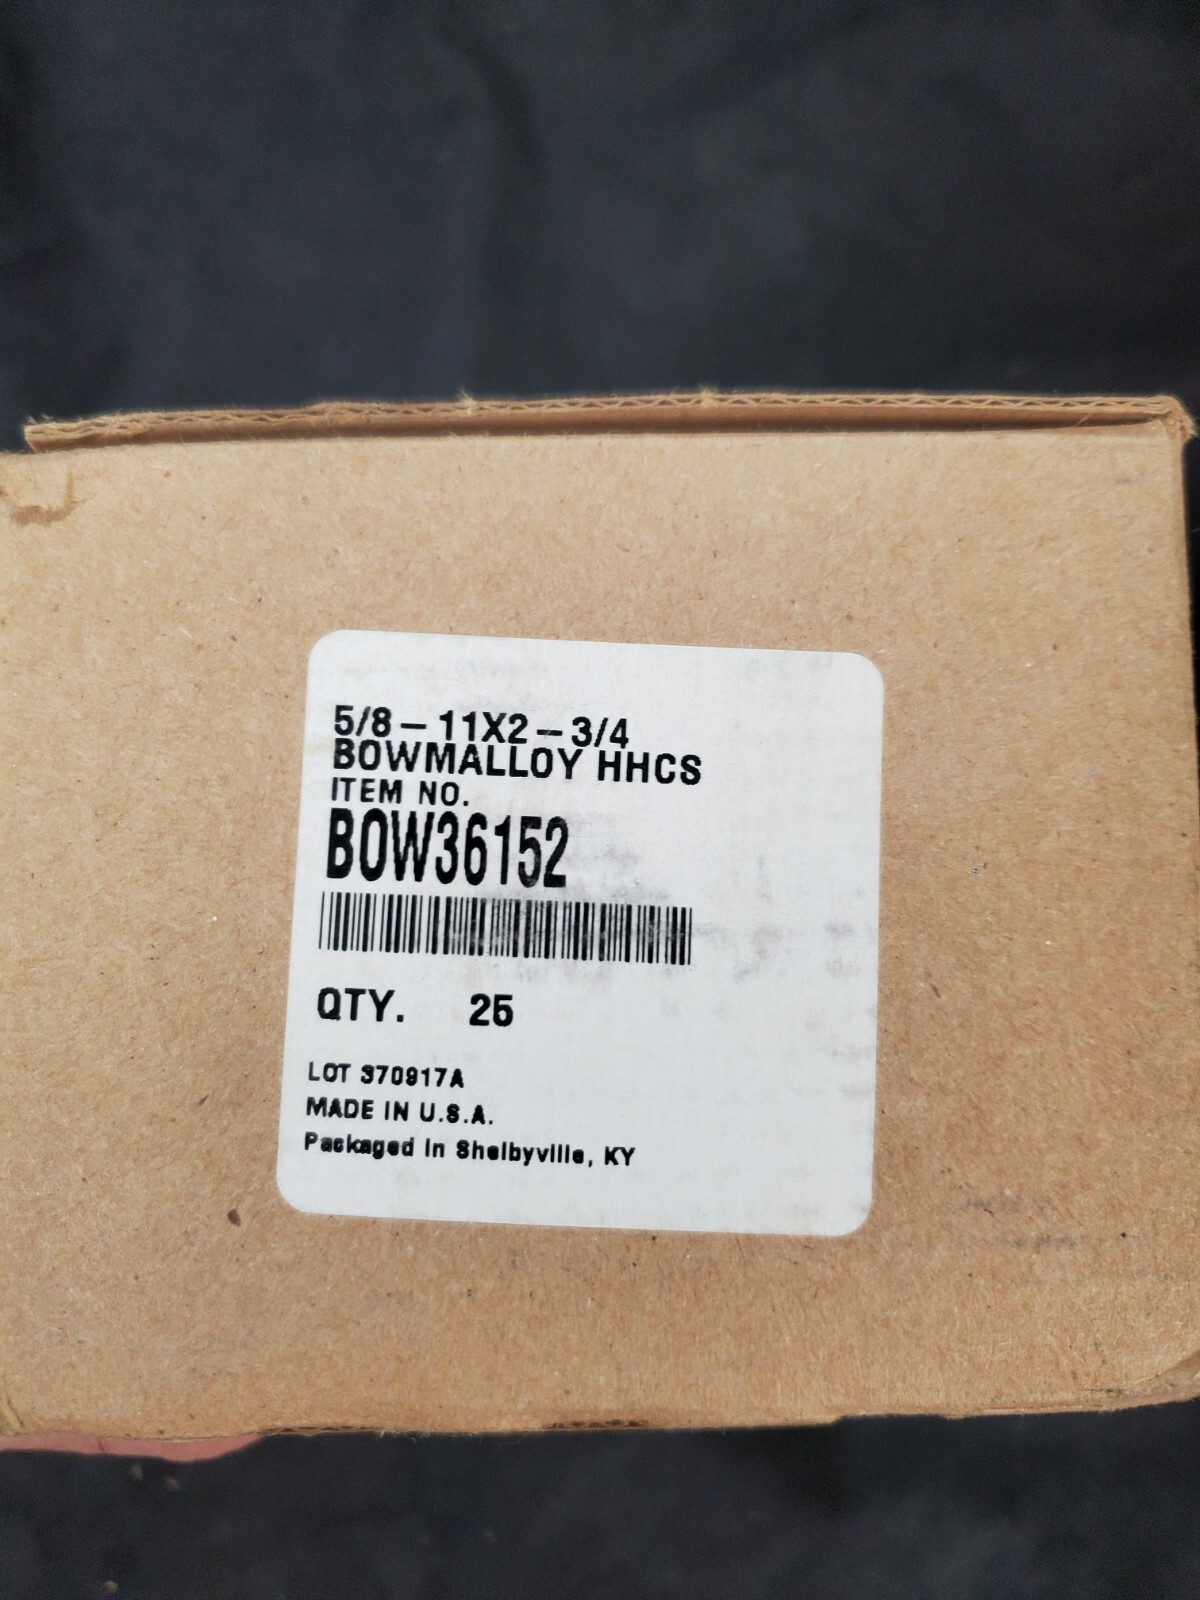 5/8-11X2-3/4
BOWMALLOY HHCS
ITEM NO.
BOW36152
QTY. 25
LOT 370917A
MADE IN U.S.A.
Packaged in Shelbyville, KY